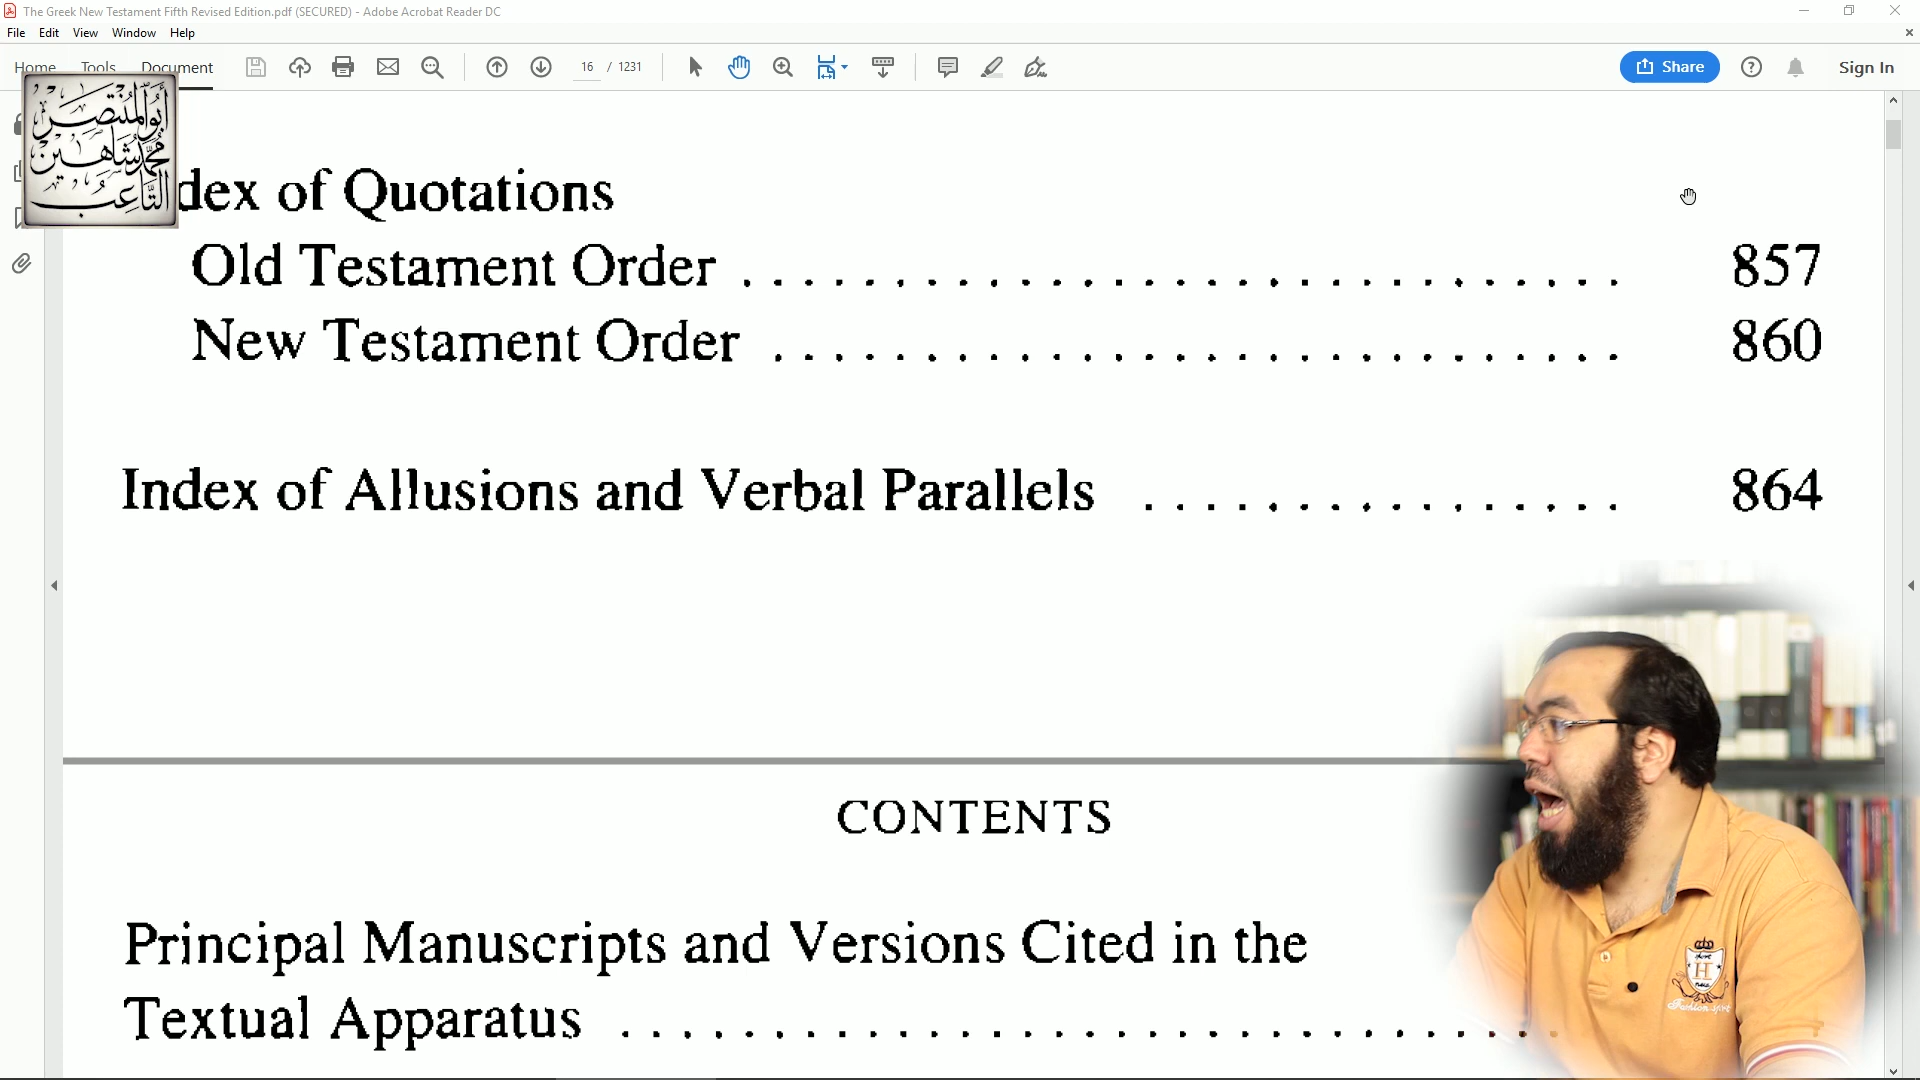 The Greek New Testament Fifth Revised Edition.pdf (SECURED) - Adobe Acrobat Reader DC
File Edit View Window Help
Home Tools Document 16 / 1231 Share Sign In
أبو المنتصر
محمد شاهين
التاعب
dex of Quotations
Old Testament Order . . . . . . . . . . . . . . . . . . . . . . . . . . . . . 857
New Testament Order . . . . . . . . . . . . . . . . . . . . . . . . . . . . 860
Index of Allusions and Verbal Parallels . . . . . . . . . . . . . . . . 864
CONTENTS
Principal Manuscripts and Versions Cited in the
Textual Apparatus . . . . . . . . . . . . . . . . . . . . . . . . . . . . . . .
H